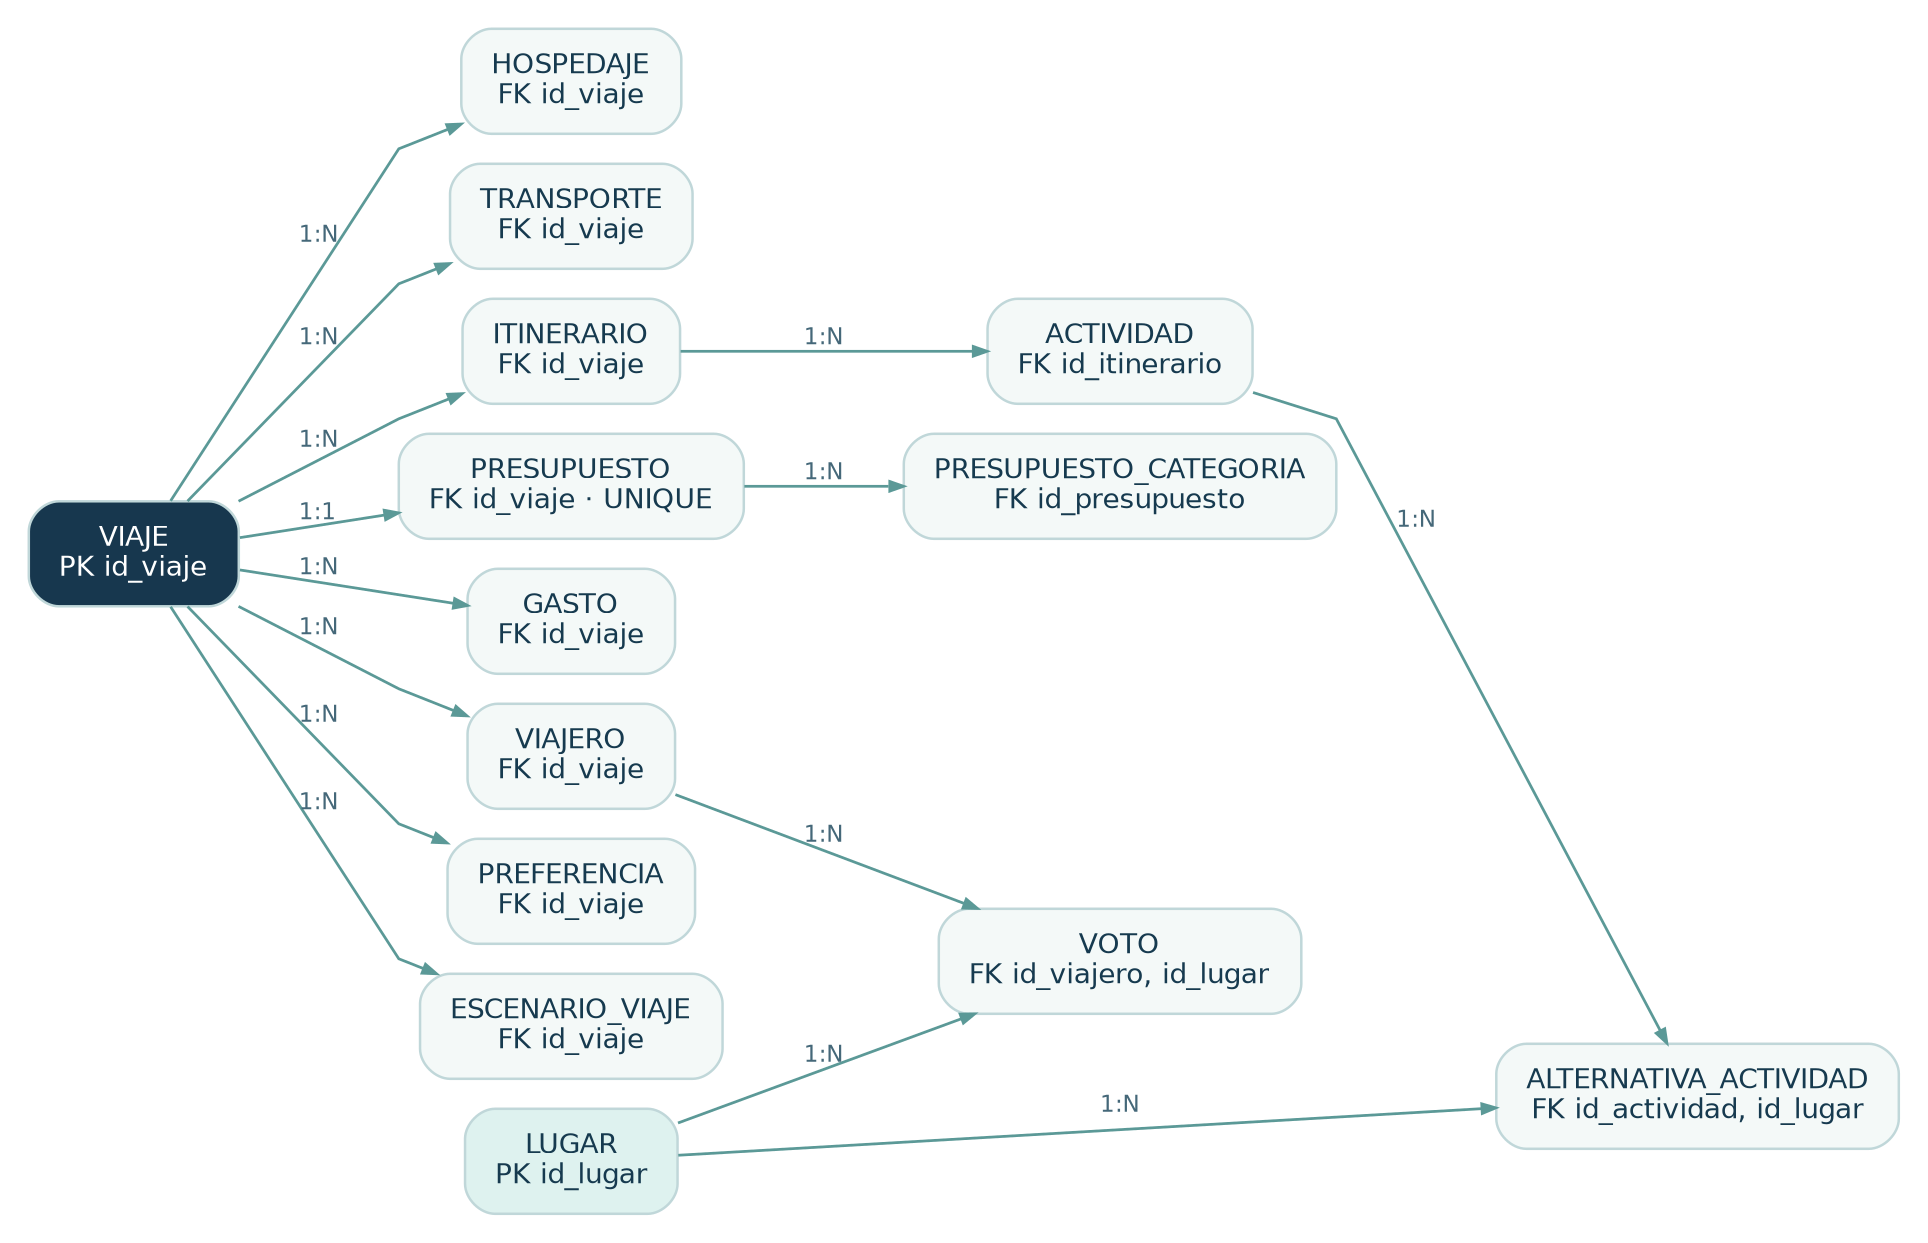 HOSPEDAJE
FK id_viaje
1:N
TRANSPORTE
FK id_viaje
1:N
ITINERARIO
FK id_viaje
1:N
ACTIVIDAD
FK id_itinerario
1:N
PRESUPUESTO
FK id_viaje · UNIQUE
1:N
PRESUPUESTO_CATEGORIA
FK id_presupuesto
1:N
VIAJE
PK id_viaje
1:1
1:N
GASTO
FK id_viaje
1:N
VIAJERO
FK id_viaje
1:N
PREFERENCIA
FK id_viaje
1:N
1:N
VOTO
FK id_viajero, id_lugar
ESCENARIO_VIAJE
FK id_viaje
1:N
LUGAR
PK id_lugar
1:N
ALTERNATIVA_ACTIVIDAD
FK id_actividad, id_lugar